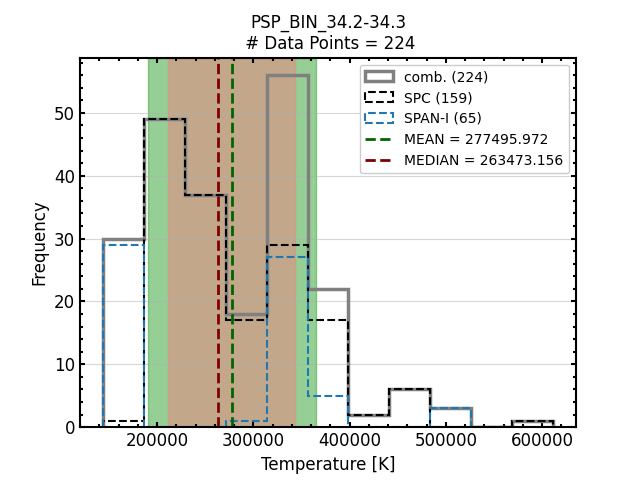 PSP_BIN_34.2-34.3
# Data Points = 224
comb. (224)
SPC (159)
SPAN-I (65)
MEAN = 277495.972
MEDIAN = 263473.156
Frequency
50
40
30
20
10
0
200000 300000 400000 500000 600000
Temperature [K]